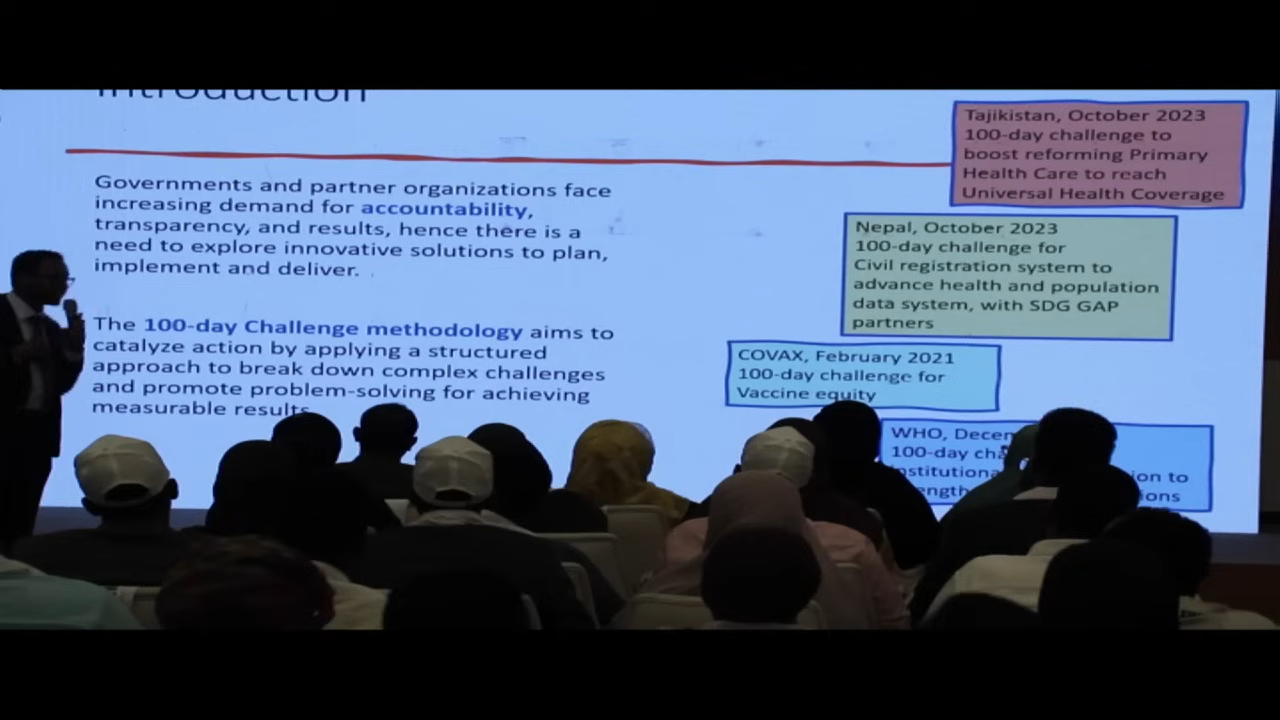 Introduction
Governments and partner organizations face
increasing demand for accountability,
transparency, and results, hence there is a
need to explore innovative solutions to plan,
implement and deliver.
The 100-day Challenge methodology aims to
catalyze action by applying a structured
approach to break down complex challenges
and promote problem-solving for achieving
measurable results
Tajikistan, October 2023
100-day challenge to
boost reforming Primary
Health Care to reach
Universal Health Coverage
Nepal, October 2023
100-day challenge for
Civil registration system to
advance health and population
data system, with SDG GAP
partners
COVAX, February 2021
100-day challenge for
Vaccine equity
WHO,
100-day
to